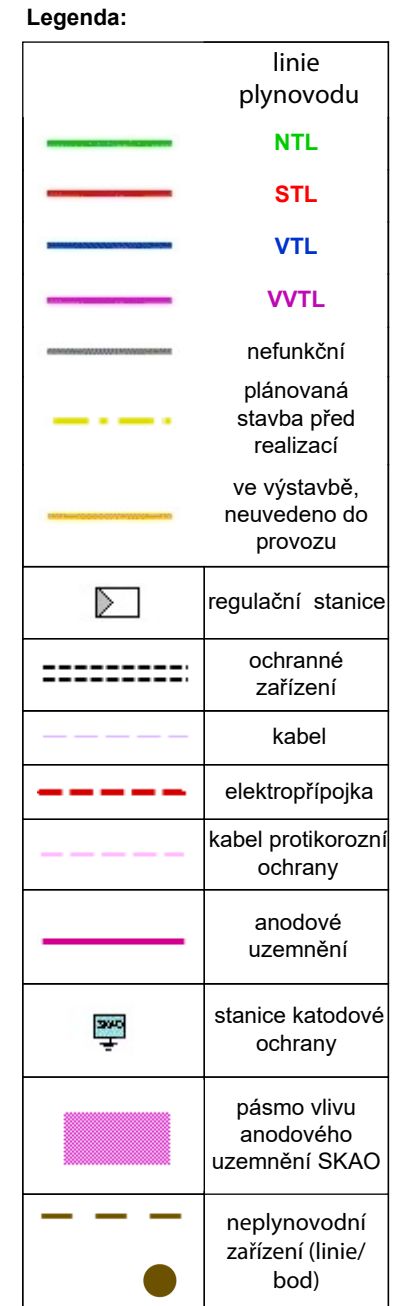 Legenda:
linie
plynovodu
NTL
STL
VTL
VVTL
nefunkční
plánovaná
stavba před
realizací
ve výstavbě,
neuvedeno do
provozu
regulační stanice
ochranné
zařízení
kabel
elektropřípojka
kabel protikorozní
ochrany
anodové
uzemnění
SKAO
stanice katodové
ochrany
pásmo vlivu
anodového
uzemnění SKAO
neplynovodní
zařízení (linie/
bod)